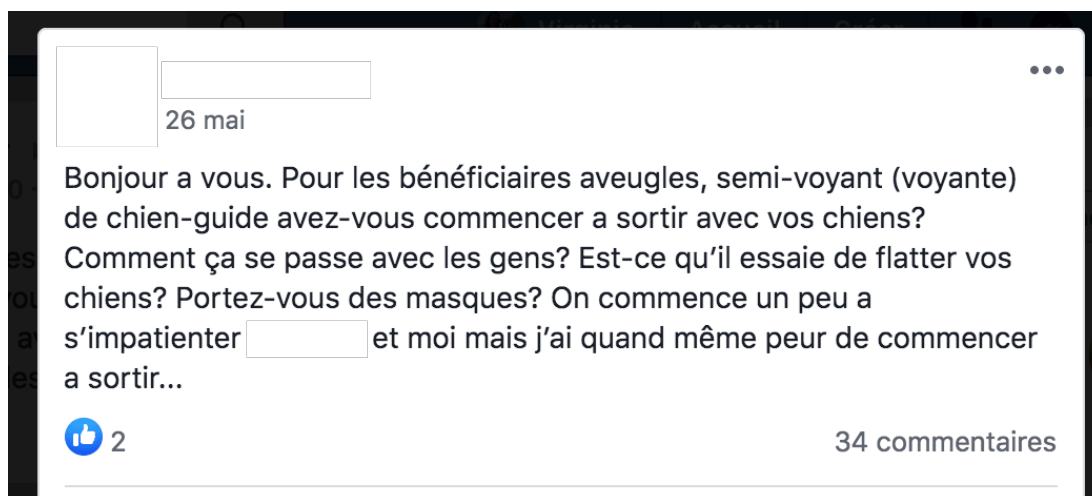 26 mai
Bonjour a vous. Pour les bénéficiaires aveugles, semi-voyant (voyante)
de chien-guide avez-vous commencer a sortir avec vos chiens?
Comment ça se passe avec les gens? Est-ce qu’il essaie de flatter vos
chiens? Portez-vous des masques? On commence un peu a
s’impatienter et moi mais j’ai quand même peur de commencer
a sortir...
2
34 commentaires